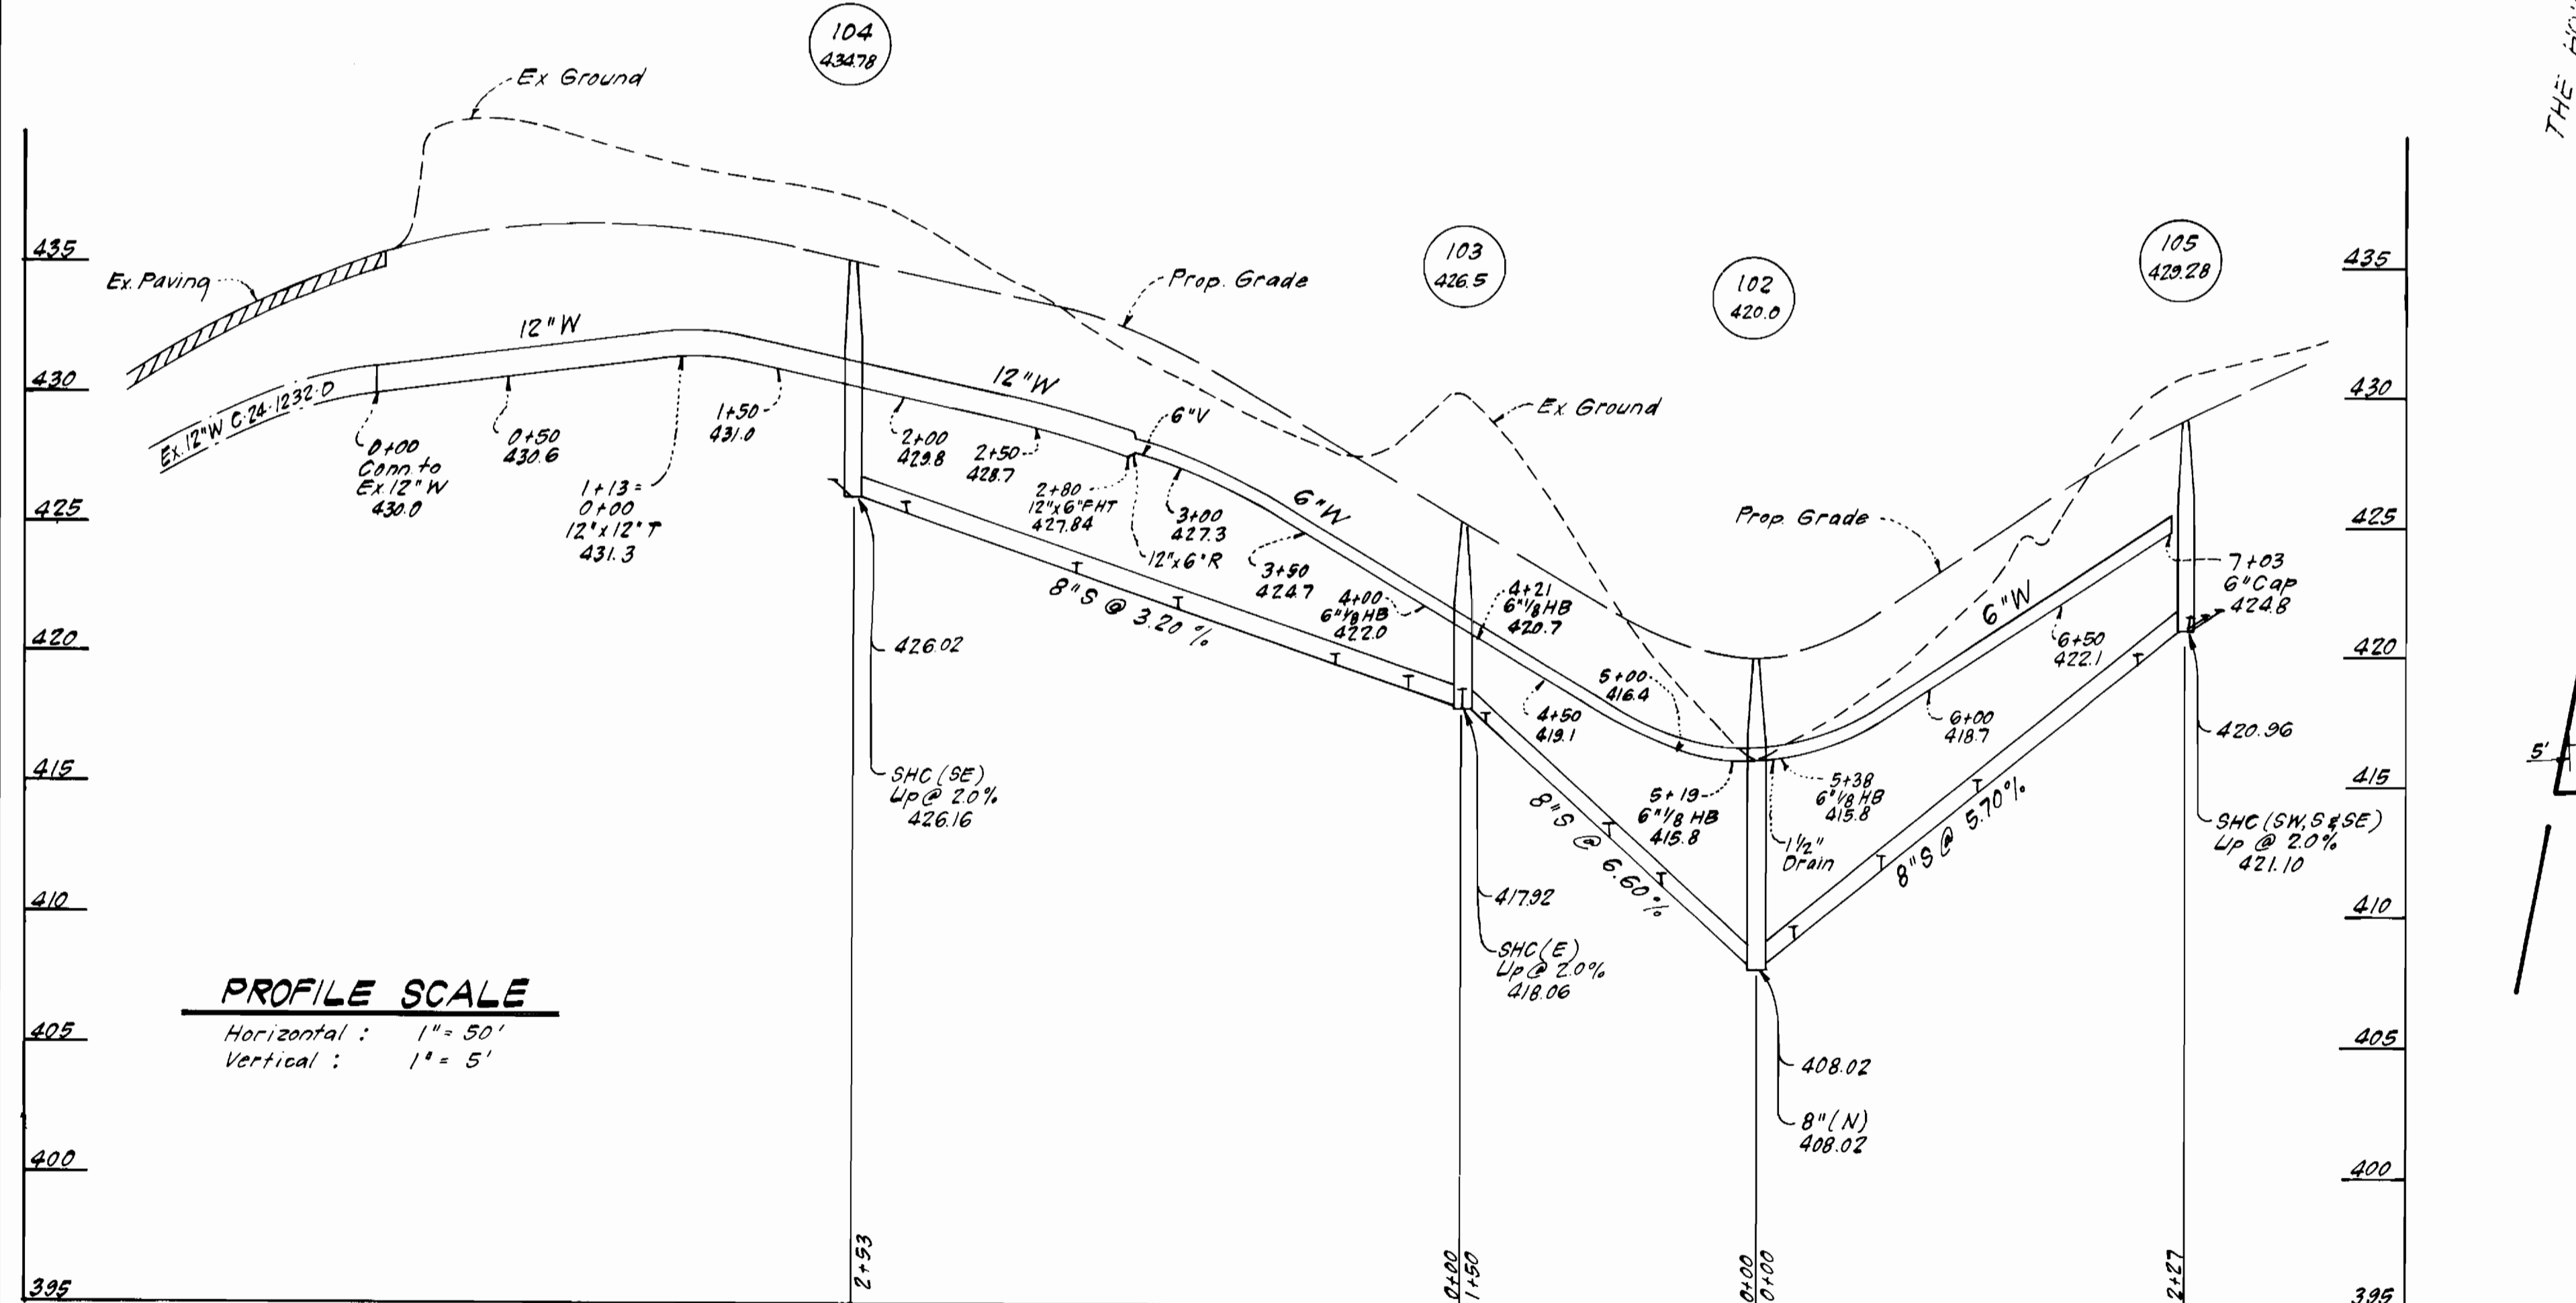 104
434.78
Ex Ground
THE
103
426.5
102
420.0
105
429.28
435
435
Ex. Paving
Prop. Grade
12"W
12"W
430
430
Ex. 12"W C-24-1232-D
0+00
Conn. to
Ex. 12"W
430.0
0+50
430.6
1+13 =
0+00
12"x12" T
431.3
1+50
431.0
2+00
429.8
2+50
428.7
6"V
2+80
12"x6"FHT
427.84
12"x6"R
3+00
427.3
6"W
3+50
424.7
4+00
6"1/8 HB
422.0
4+21
6"1/8 HB
420.7
Ex Ground
Prop. Grade
425
425
7+03
6"Cap
424.8
6"W
6+50
422.1
8"S @ 3.20 %
420
420
426.02
5+00
416.4
4+50
419.1
6+00
418.7
420.96
415
415
5'
SHC (SE)
Up @ 2.0%
426.16
5+19
6"1/8 HB
415.8
5+38
6"1/8 HB
415.8
1 1/2"
Drain
8"S @ 6.60 %
8"S @ 5.70%
SHC (SW, S & SE)
Up @ 2.0%
421.10
410
410
417.92
SHC (E)
Up @ 2.0%
418.06
PROFILE SCALE
Horizontal : 1" = 50'
Vertical : 1" = 5'
405
405
408.02
8"(N)
408.02
400
400
2+53
0+00
1+50
0+00
0+00
2+27
395
395